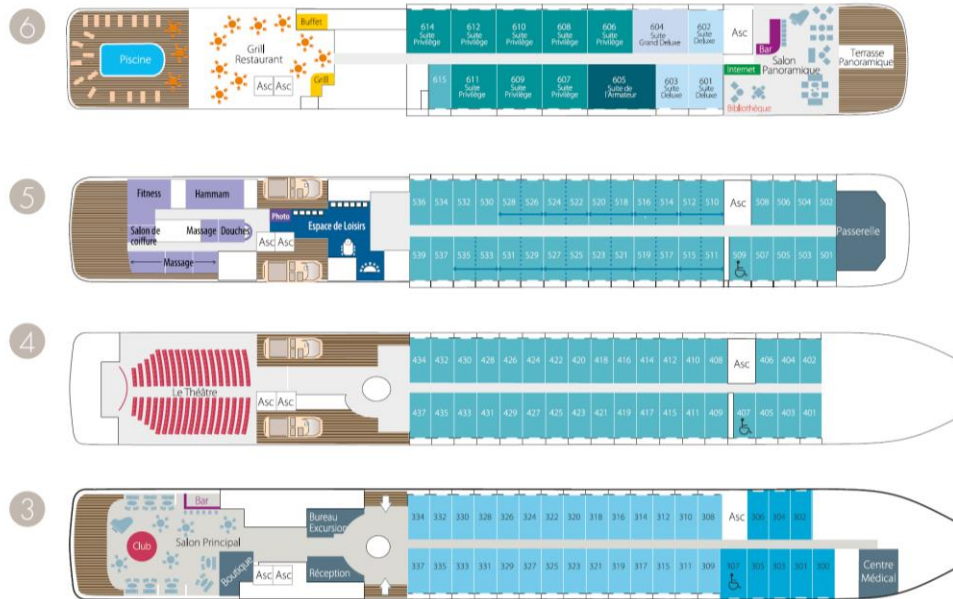 6
Piscine
Grill
Restaurant
Buffet
Grill
Asc Asc
614 Suite Privilège
612 Suite Privilège
610 Suite Privilège
608 Suite Privilège
606 Suite Privilège
604 Suite Grand Deluxe
602 Suite Deluxe
Asc
Bar
Salon
Panoramique
Terrasse
Panoramique
Internet
Bibliothèque
615
611 Suite Privilège
609 Suite Privilège
607 Suite Privilège
605 Suite de l'Armateur
603 Suite Deluxe
601 Suite Deluxe
5
Fitness
Hammam
Salon de
coiffure
Massage
Douches
Massage
Photo
Asc Asc
Espace de Loisirs
536 534 532 530 528 526 524 522 520 518 516 514 512 510 Asc 508 506 504 502
539 537 535 533 531 529 527 525 523 521 519 517 515 511 509 507 505 503 501
Passerelle
4
Le Théâtre
Asc Asc
434 432 430 428 426 424 422 420 418 416 414 412 410 408 Asc 406 404 402
437 435 433 431 429 427 425 423 421 419 417 415 411 409 407 405 403 401
3
Bar
Club
Salon Principal
Boutique
Asc Asc
Bureau
Excursion
Réception
334 332 330 328 326 324 322 320 318 316 314 312 310 308 Asc 306 304 302
337 335 333 331 329 327 325 323 321 319 317 315 311 309 307 305 303 301 300
Centre
Médical